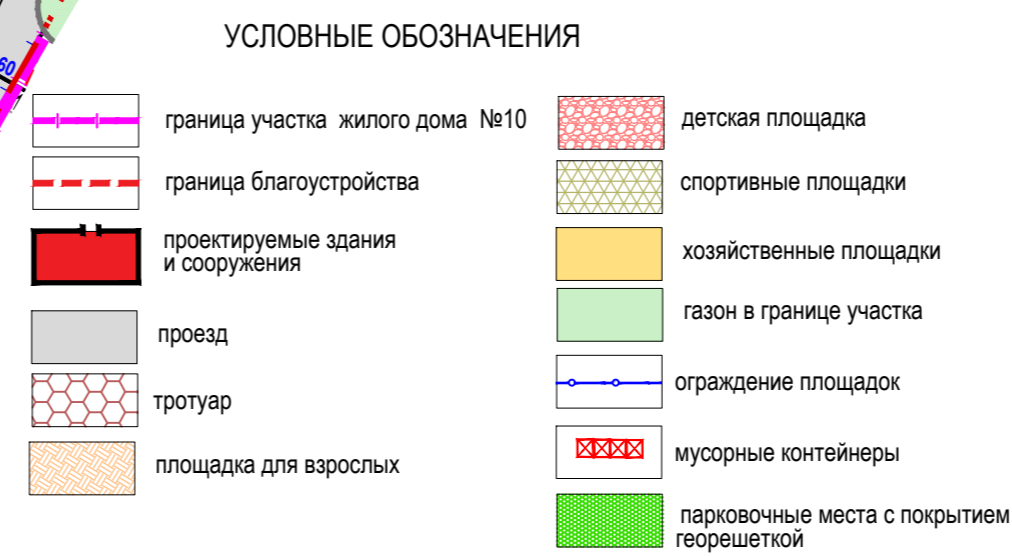 УСЛОВНЫЕ ОБОЗНАЧЕНИЯ
60
граница участка жилого дома №10
граница благоустройства
проектируемые здания
и сооружения
проезд
тротуар
площадка для взрослых
детская площадка
спортивные площадки
хозяйственные площадки
газон в границе участка
ограждение площадок
мусорные контейнеры
парковочные места с покрытием
георешеткой